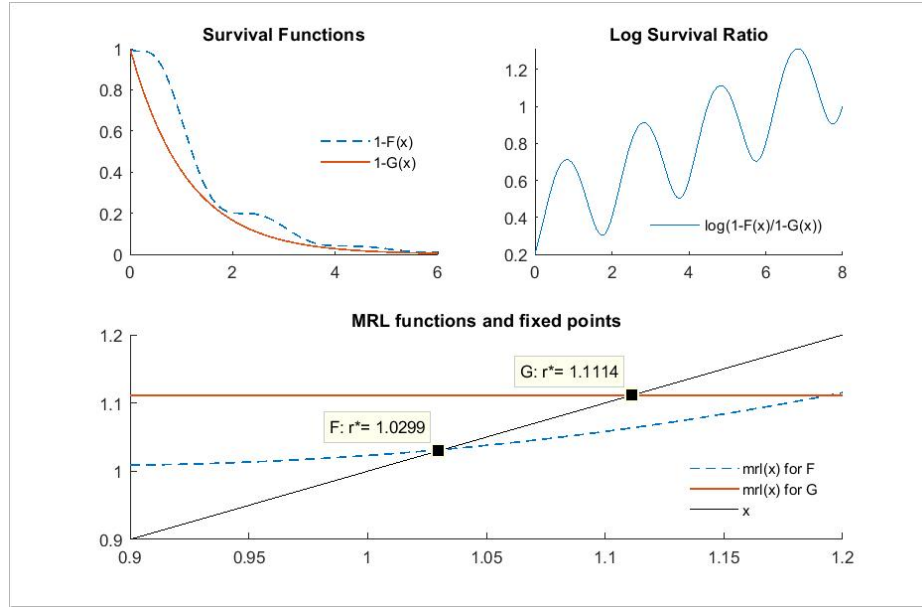 Survival Functions
1
0.8
0.6
0.4
0.2
0
0 2 4 6
1-F(x)
1-G(x)
Log Survival Ratio
1.2
1
0.8
0.6
0.4
0.2
0 2 4 6 8
log(1-F(x)/1-G(x))
MRL functions and fixed points
1.2
1.1
1
0.9
0.9 0.95 1 1.05 1.1 1.15 1.2
G: r*= 1.1114
F: r*= 1.0299
mrl(x) for F
mrl(x) for G
x